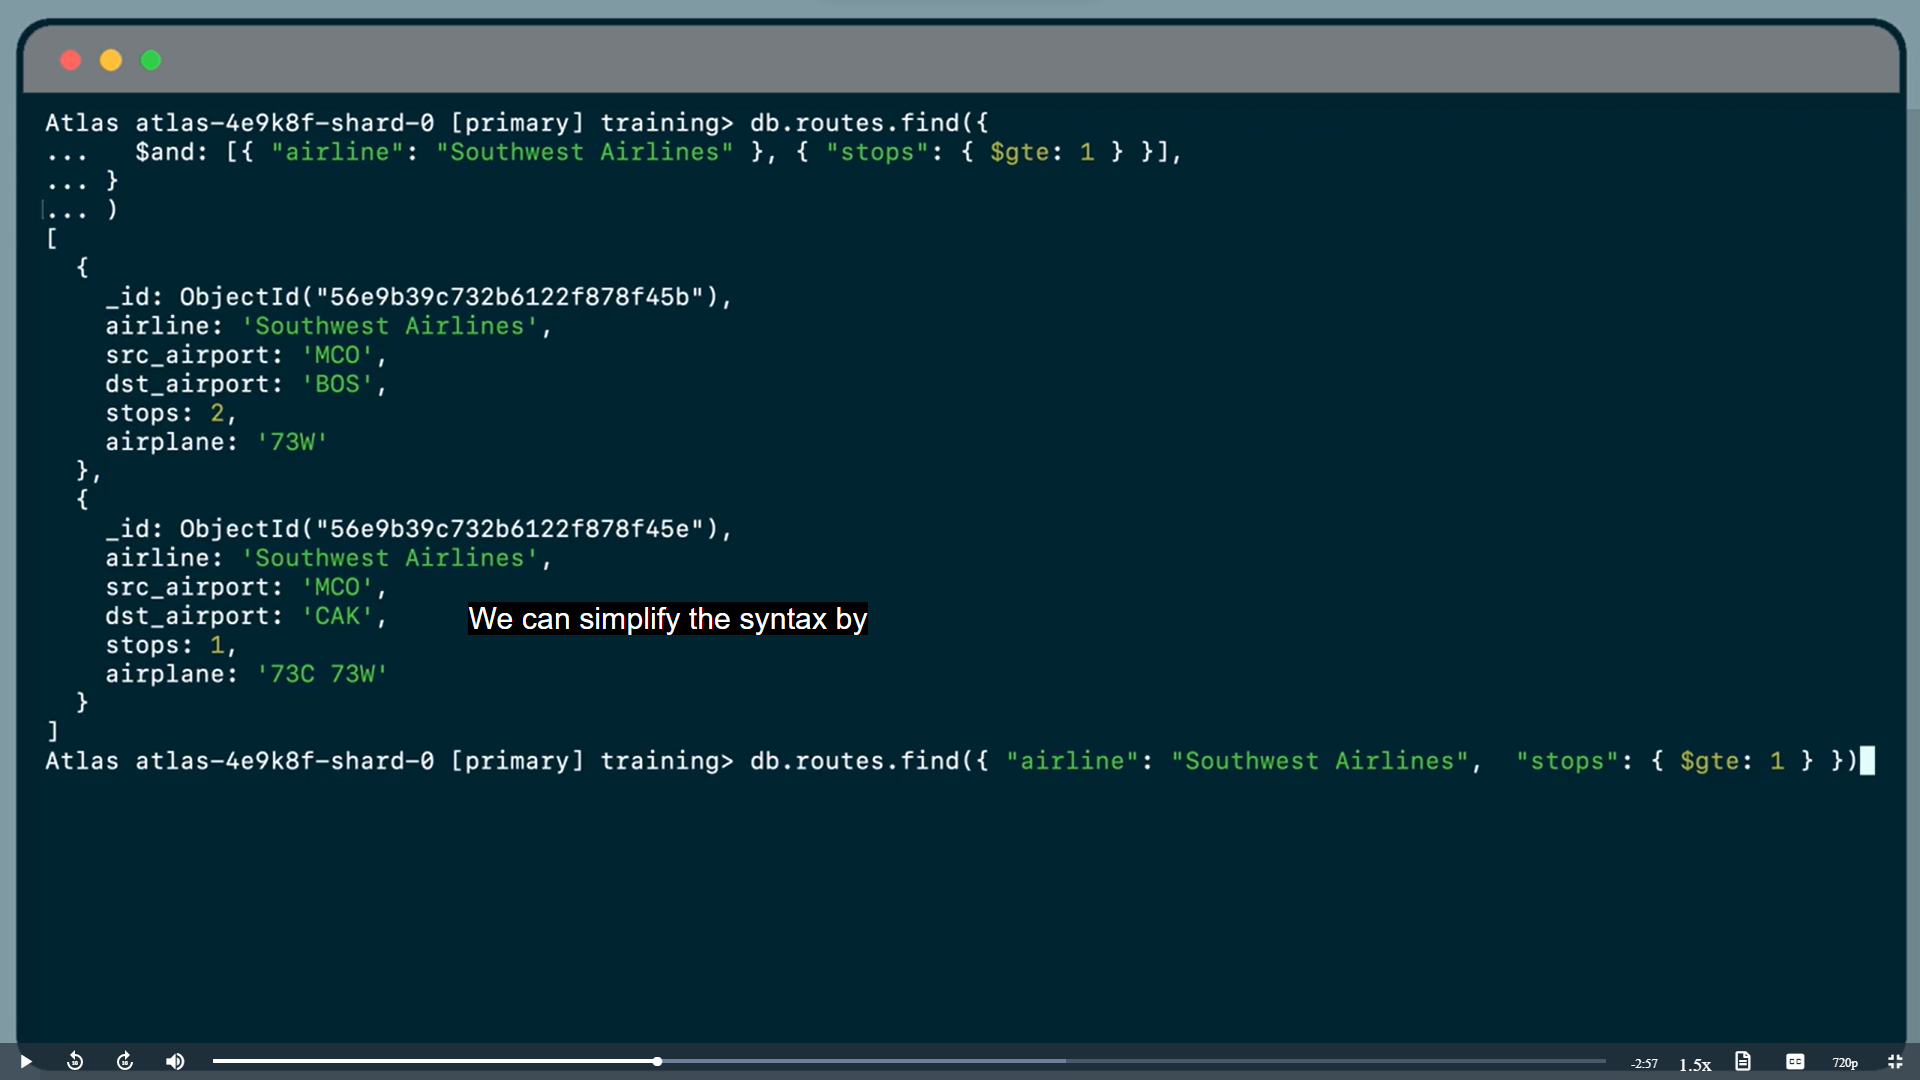 Atlas atlas-4e9k8f-shard-0 [primary] training> db.routes.find({
...   $and: [{ "airline": "Southwest Airlines" }, { "stops": { $gte: 1 } }],
... }
... )
[
  {
    _id: ObjectId("56e9b39c732b6122f878f45b"),
    airline: 'Southwest Airlines',
    src_airport: 'MCO',
    dst_airport: 'BOS',
    stops: 2,
    airplane: '73W'
  },
  {
    _id: ObjectId("56e9b39c732b6122f878f45e"),
    airline: 'Southwest Airlines',
    src_airport: 'MCO',
    dst_airport: 'CAK',
We can simplify the syntax by
    stops: 1,
    airplane: '73C 73W'
  }
]
Atlas atlas-4e9k8f-shard-0 [primary] training> db.routes.find({ "airline": "Southwest Airlines",  "stops": { $gte: 1 } })
-2:57 1.5x CC 720p